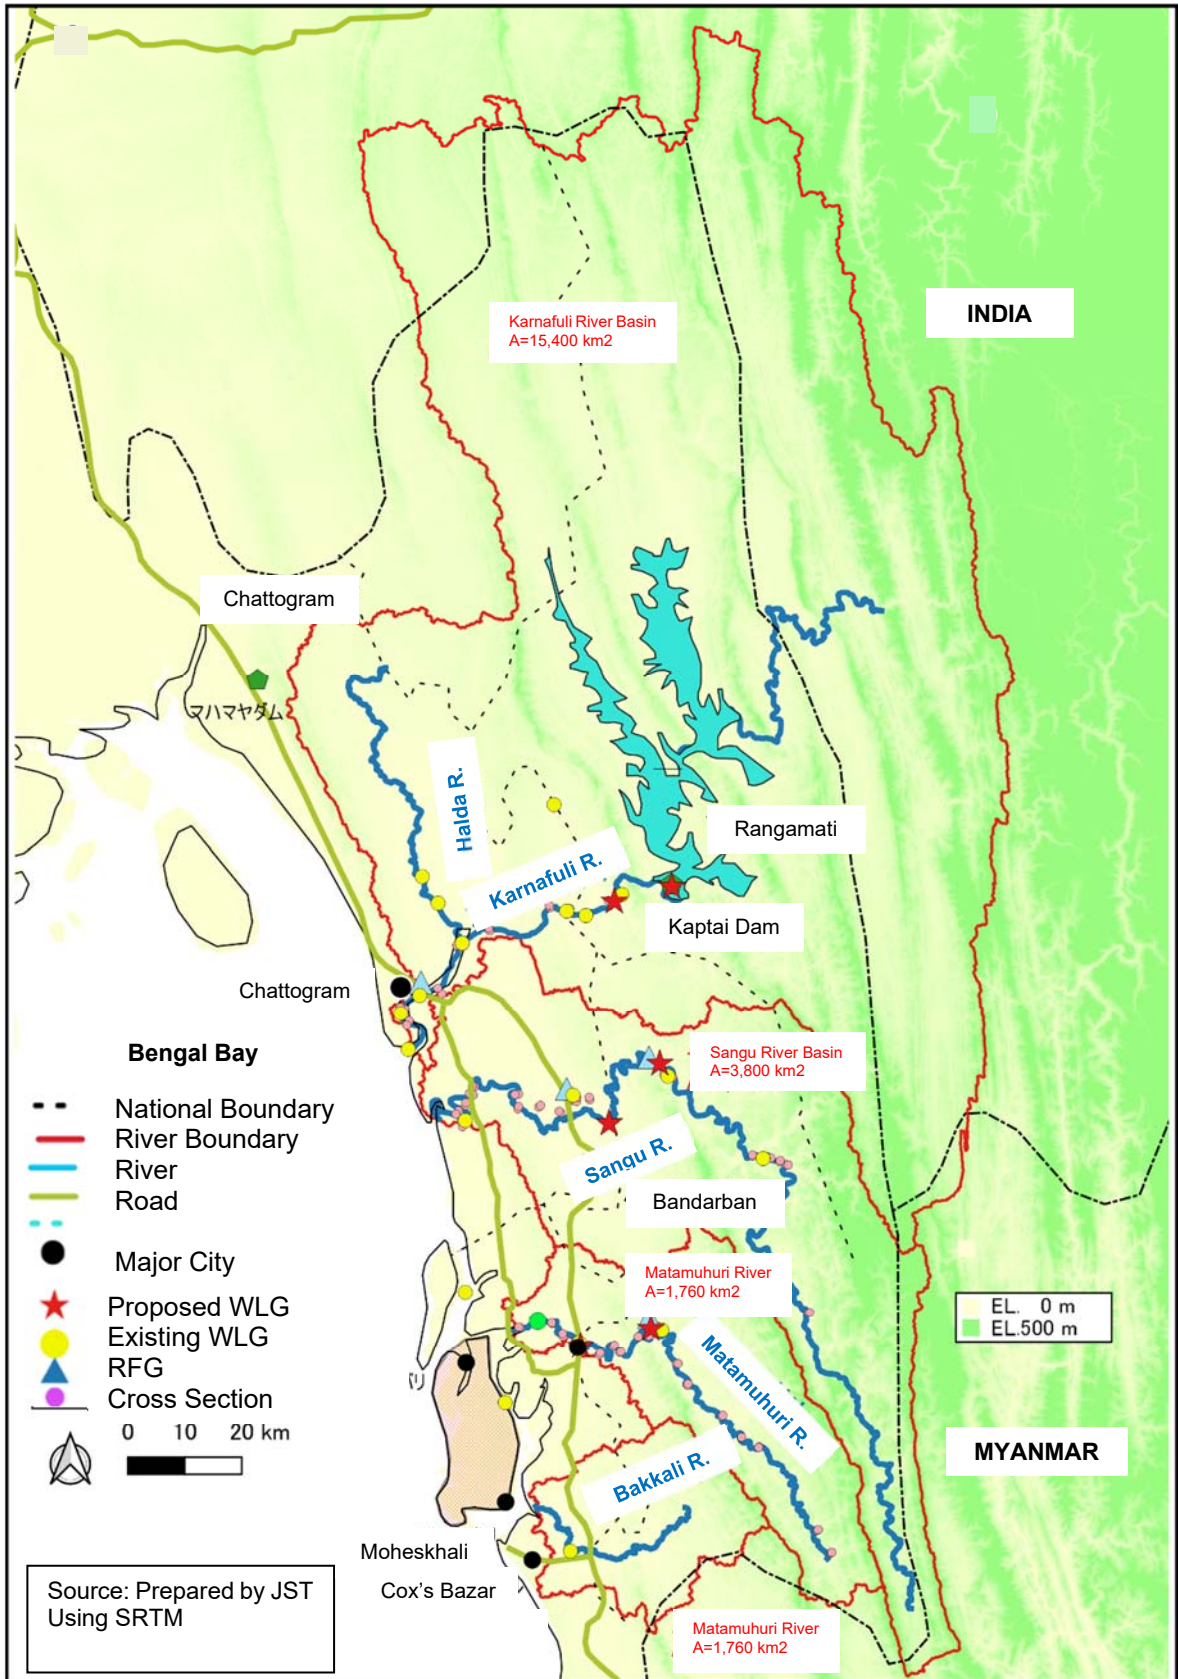 Karnafuli River Basin
A=15,400 km2
INDIA
Chattogram
マハマヤダム
Halda R.
Karnafuli R.
Rangamati
Kaptai Dam
Chattogram
Bengal Bay
Sangu River Basin
A=3,800 km2
National Boundary
River Boundary
River
Road
Major City
Proposed WLG
Existing WLG
RFG
Cross Section
0 10 20 km
Sangu R.
Bandarban
Matamuhuri River
A=1,760 km2
EL. 0 m
EL.500 m
Matamuhuri R.
MYANMAR
Bakkali R.
Moheskhali
Cox's Bazar
Source: Prepared by JST
Using SRTM
Matamuhuri River
A=1,760 km2